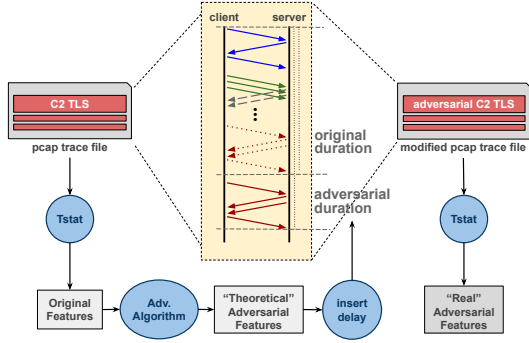 client server
C2 TLS
pcap trace file
adversarial C2 TLS
modified pcap trace file
original
duration
adversarial
duration
Tstat
Tstat
Original
Features
Adv.
Algorithm
“Theoretical”
Adversarial
Features
insert
delay
“Real”
Adversarial
Features